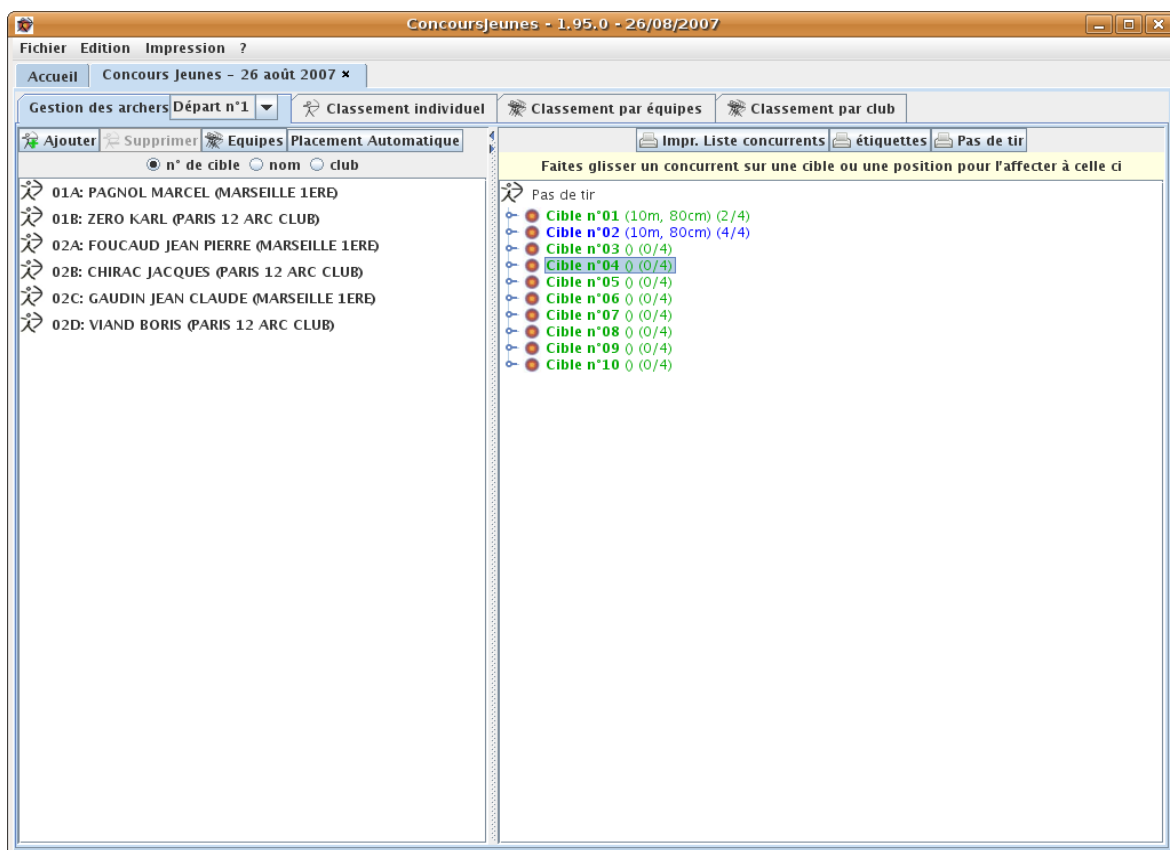 ConcoursJeunes - 1.95.0 - 26/08/2007
Fichier Edition Impression ?
Accueil Concours Jeunes - 26 août 2007 ×
Gestion des archers Départ n°1 Classement individuel Classement par équipes Classement par club
Ajouter Supprimer Equipes Placement Automatique
Impr. Liste concurrents étiquettes Pas de tir
n° de cible nom club
Faites glisser un concurrent sur une cible ou une position pour l'affecter à celle ci
01A: PAGNOL MARCEL (MARSEILLE 1ERE)
01B: ZERO KARL (PARIS 12 ARC CLUB)
02A: FOUCAUD JEAN PIERRE (MARSEILLE 1ERE)
02B: CHIRAC JACQUES (PARIS 12 ARC CLUB)
02C: GAUDIN JEAN CLAUDE (MARSEILLE 1ERE)
02D: VIAND BORIS (PARIS 12 ARC CLUB)
Pas de tir
Cible n°01 (10m, 80cm) (2/4)
Cible n°02 (10m, 80cm) (4/4)
Cible n°03 () (0/4)
Cible n°04 () (0/4)
Cible n°05 () (0/4)
Cible n°06 () (0/4)
Cible n°07 () (0/4)
Cible n°08 () (0/4)
Cible n°09 () (0/4)
Cible n°10 () (0/4)